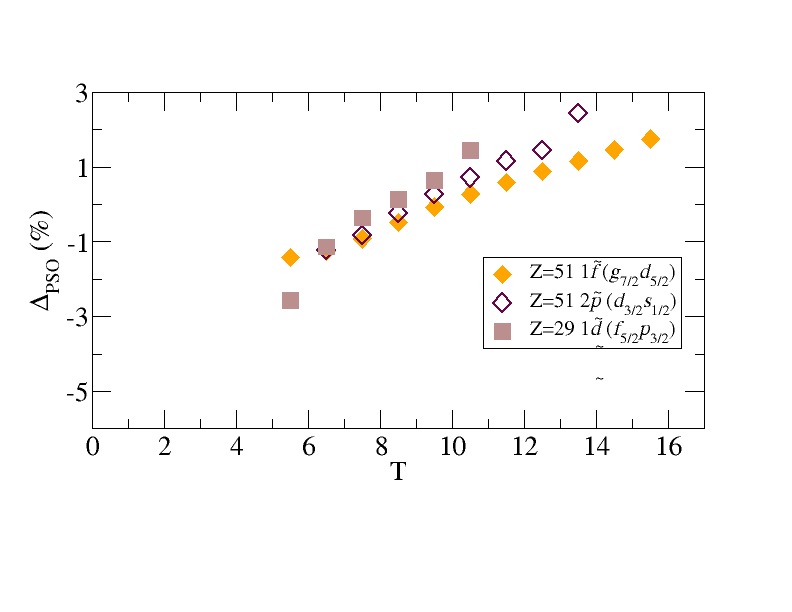 3
1
-1
-3
-5
Δ_PSO (%)
0 2 4 6 8 10 12 14 16
T
Z=51 1f̃ (g_7/2 d_5/2)
Z=51 2p̃ (d_3/2 s_1/2)
Z=29 1d̃ (f_5/2 p_3/2)
~
~